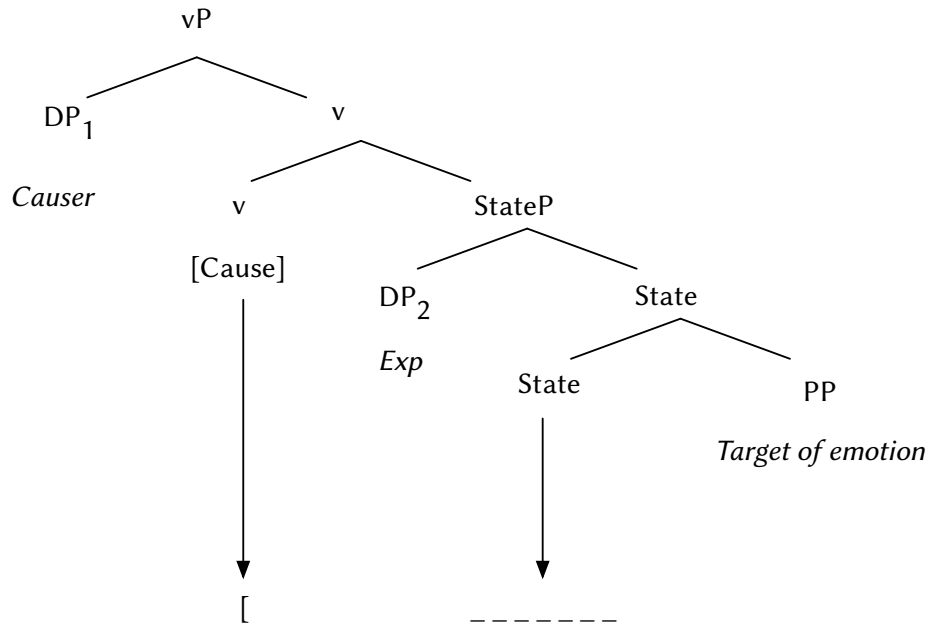 vP
DP1 v
Causer v StateP
[Cause] DP2 State
Exp State PP
Target of emotion
[ _ _ _ _ _ _ _